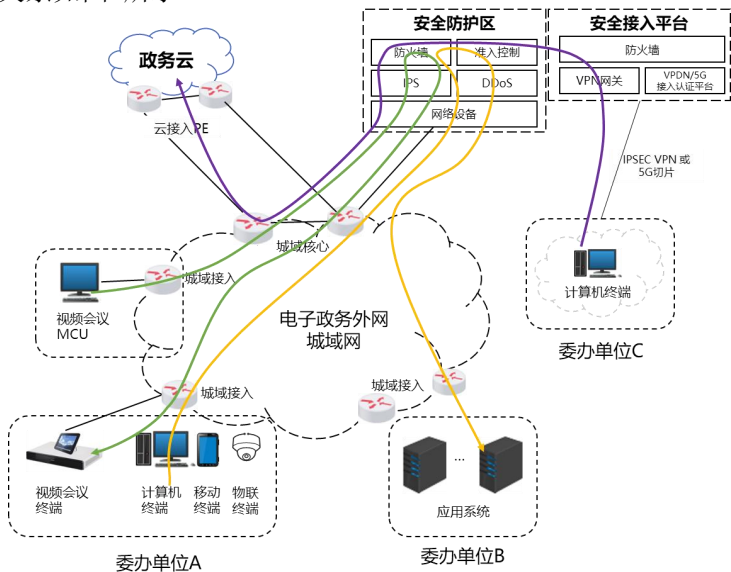 安全防护区
安全接入平台
防火墙
准入控制
防火墙
政务云
IPS
DDoS
VPN网关
VPDN/5G
接入认证平台
网络设备
云接入PE
IPSEC VPN 或
5G切片
城域核心
城域接入
计算机终端
视频会议
MCU
电子政务外网
城域网
委办单位C
城域接入
城域接入
...
视频会议
终端
计算机
终端
移动
终端
物联
终端
应用系统
委办单位A
委办单位B